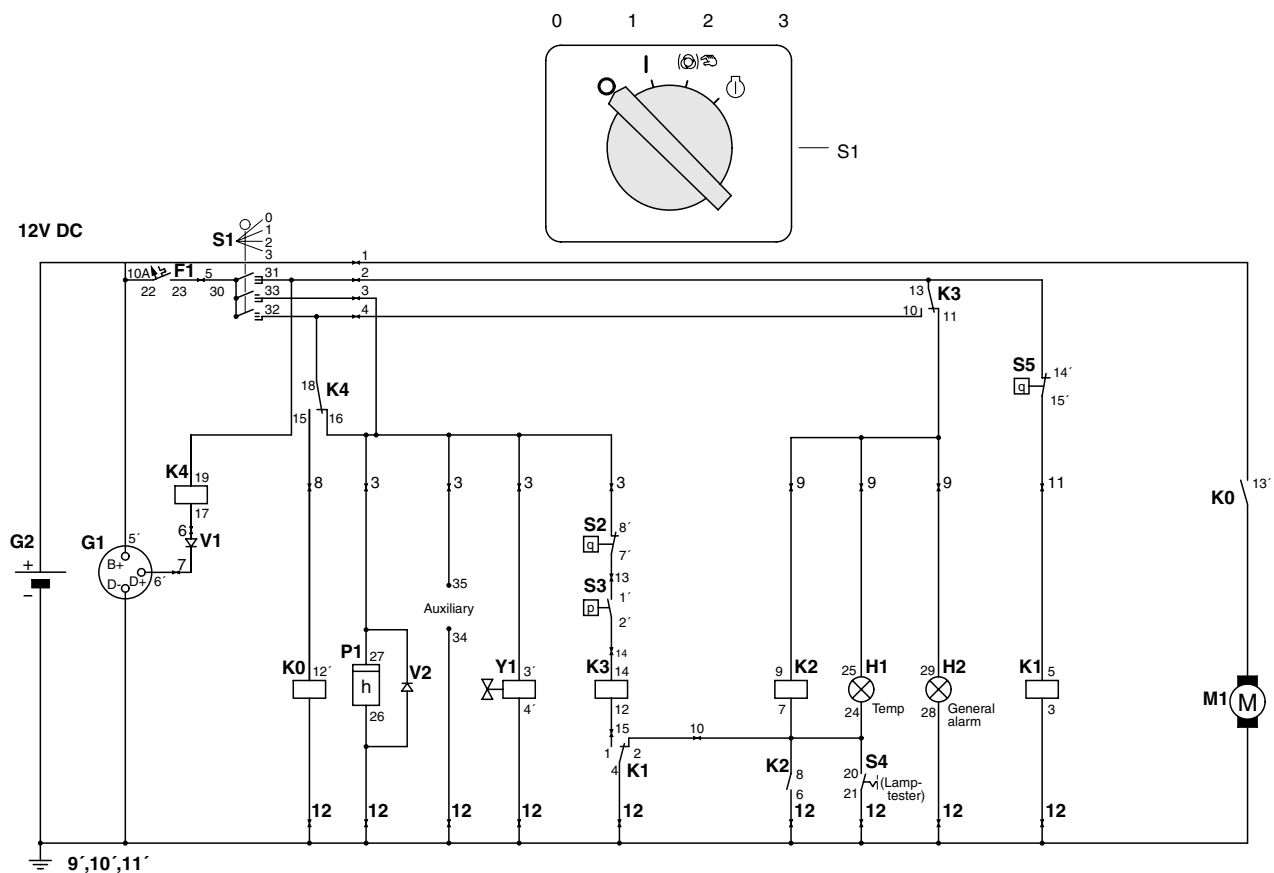 0 1 2 3
S1
12V DC
S1
0
1
2
3
10A F1 5
22 23 30
31
33
32
1
2
3
4
13 K3
10 11
18 K4
15 16
S5 14´
q
15´
K4 19
17
6 V1
7
G2
+
–
G1 5´
B+
D+ 6´
D-
8
3
3
3
3
9
9
9
11
K0 13´
S2 8´
q
7´
13
S3 1´
p
2´
14
35
Auxiliary
34
K0 12´
P1 27
h
26
V2
Y1 3´
4´
K3 14
12
15
1 2
4 K1
10
9 K2
7
25 H1
24 Temp
29 H2
28 General
alarm
K1 5
3
M1 M
K2 8
6
20 S4
21 (Lamp-
tester)
12 12 12 12 12 12 12 12
9´,10´,11´